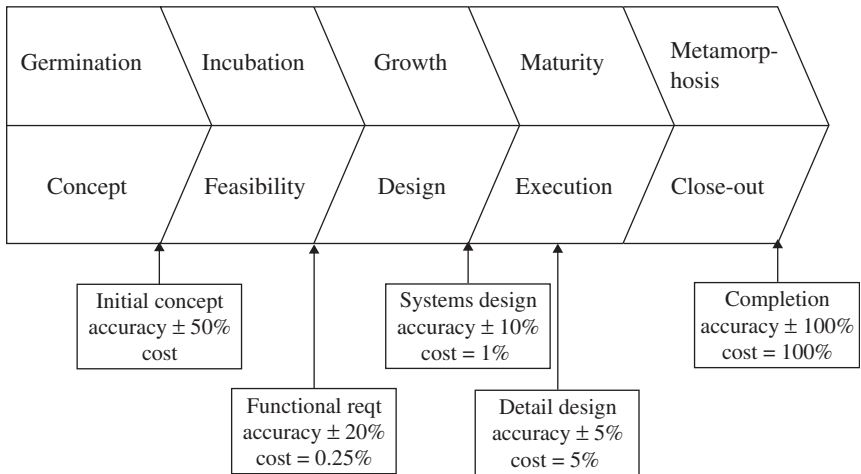 Germination
Incubation
Growth
Maturity
Metamorp-
hosis
Concept
Feasibility
Design
Execution
Close-out
Initial concept
accuracy ± 50%
cost
Systems design
accuracy ± 10%
cost = 1%
Completion
accuracy ± 100%
cost = 100%
Functional reqt
accuracy ± 20%
cost = 0.25%
Detail design
accuracy ± 5%
cost = 5%